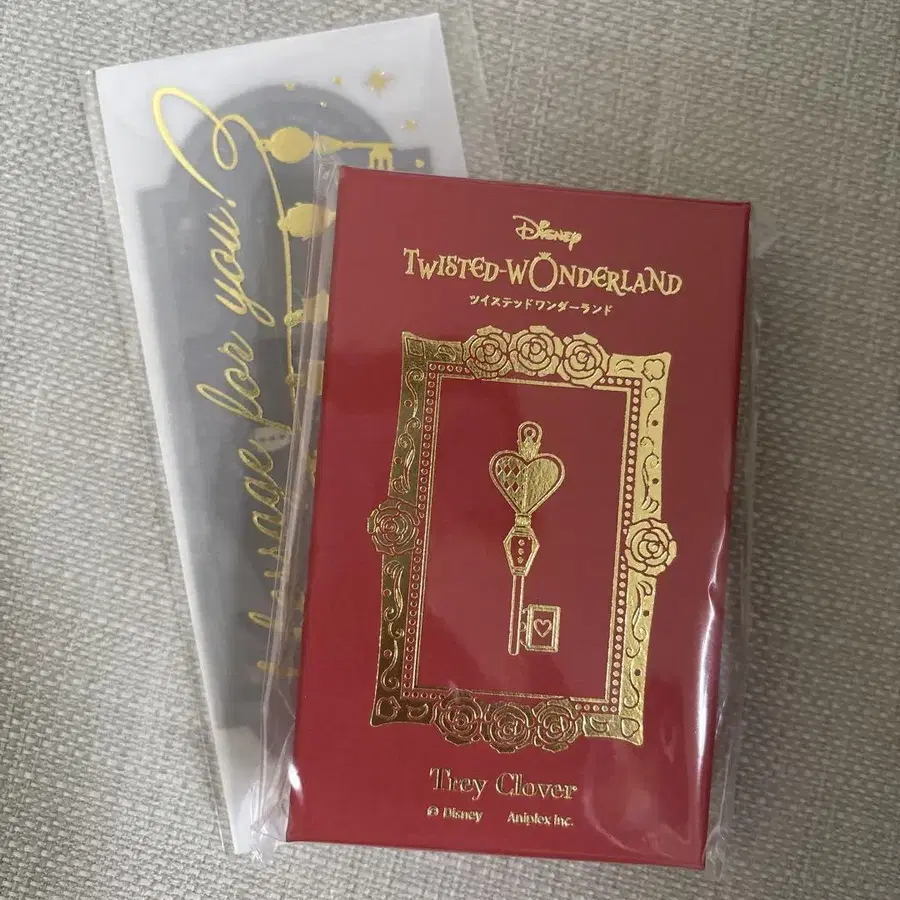 Disney
TWISTED-WONDERLAND
ツイステッドワンダーランド
Trey Clover
© Disney Aniplex Inc.
for you?